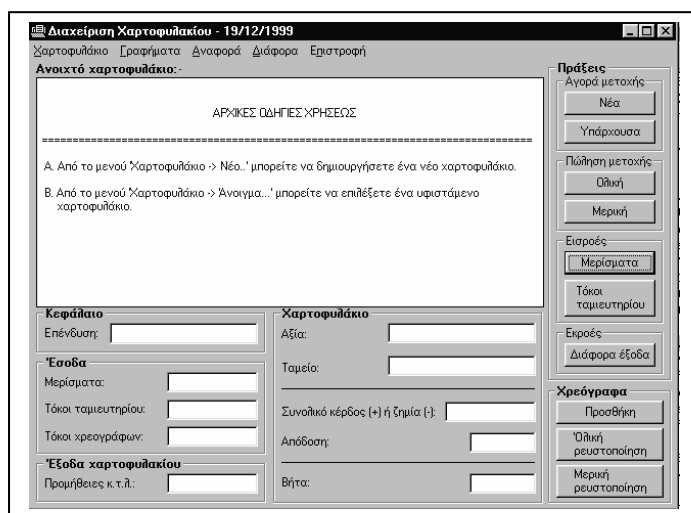 Διαχείριση Χαρτοφυλακίου - 19/12/1999
Χαρτοφυλάκιο Γραφήματα Αναφορά Διάφορα Επιστροφή
Ανοιχτό χαρτοφυλάκιο:-
ΑΡΧΙΚΕΣ ΟΔΗΓΙΕΣ ΧΡΗΣΕΩΣ
================================================================================
Α. Από το μενού 'Χαρτοφυλάκιο -> Νέο..' μπορείτε να δημιουργήσετε ένα νέο χαρτοφυλάκιο.
Β. Από το μενού 'Χαρτοφυλάκιο -> Άνοιγμα...' μπορείτε να επιλέξετε ένα υφιστάμενο
χαρτοφυλάκιο.
Κεφάλαιο
Επένδυση:
Έσοδα
Μερίσματα:
Τόκοι ταμιευτηρίου:
Τόκοι χρεογράφων:
Έξοδα χαρτοφυλακίου
Προμήθειες κ.τ.λ.:
Χαρτοφυλάκιο
Αξία:
Ταμείο:
Συνολικό κέρδος (+) ή ζημία (-):
Απόδοση:
Βήτα:
Πράξεις
Αγορά μετοχής
Νέα
Υπάρχουσα
Πώληση μετοχής
Ολική
Μερική
Εισροές
Μερίσματα
Τόκοι
ταμιευτηρίου
Εκροές
Διάφορα έξοδα
Χρεόγραφα
Προσθήκη
Όλική
ρευστοποίηση
Μερική
ρευστοποίηση